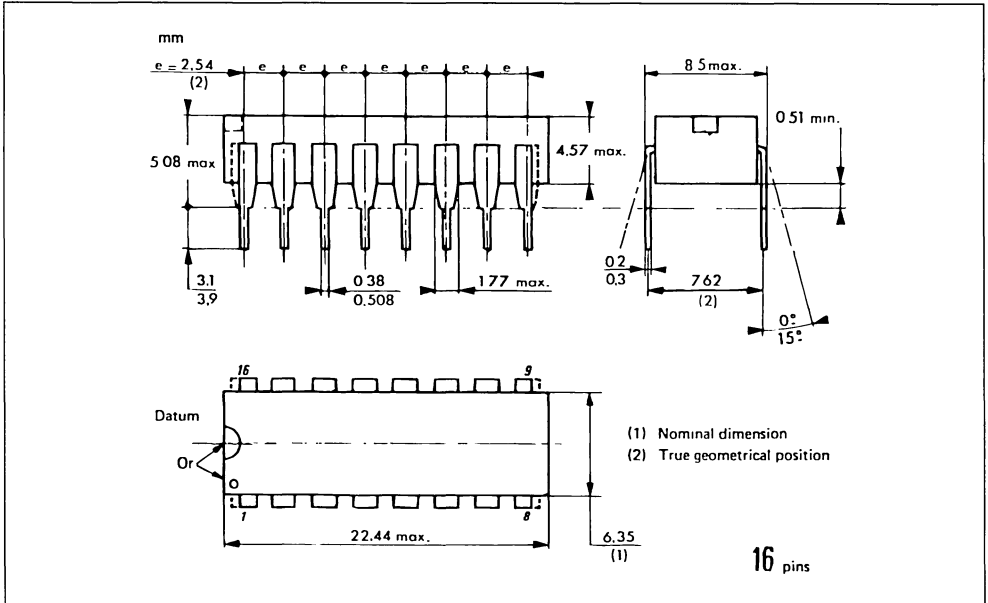 mm
e = 2,54
(2)
e e e e e e e
8 5 max.
0 51 min.
5 08 max
4.57 max.
3.1
3,9
0 38
0.508
1 77 max.
0 2
0,3
7 62
(2)
0°
15°
16 9
Datum
Or
1 8
22.44 max.
6,35
(1)
(1) Nominal dimension
(2) True geometrical position
16 pins